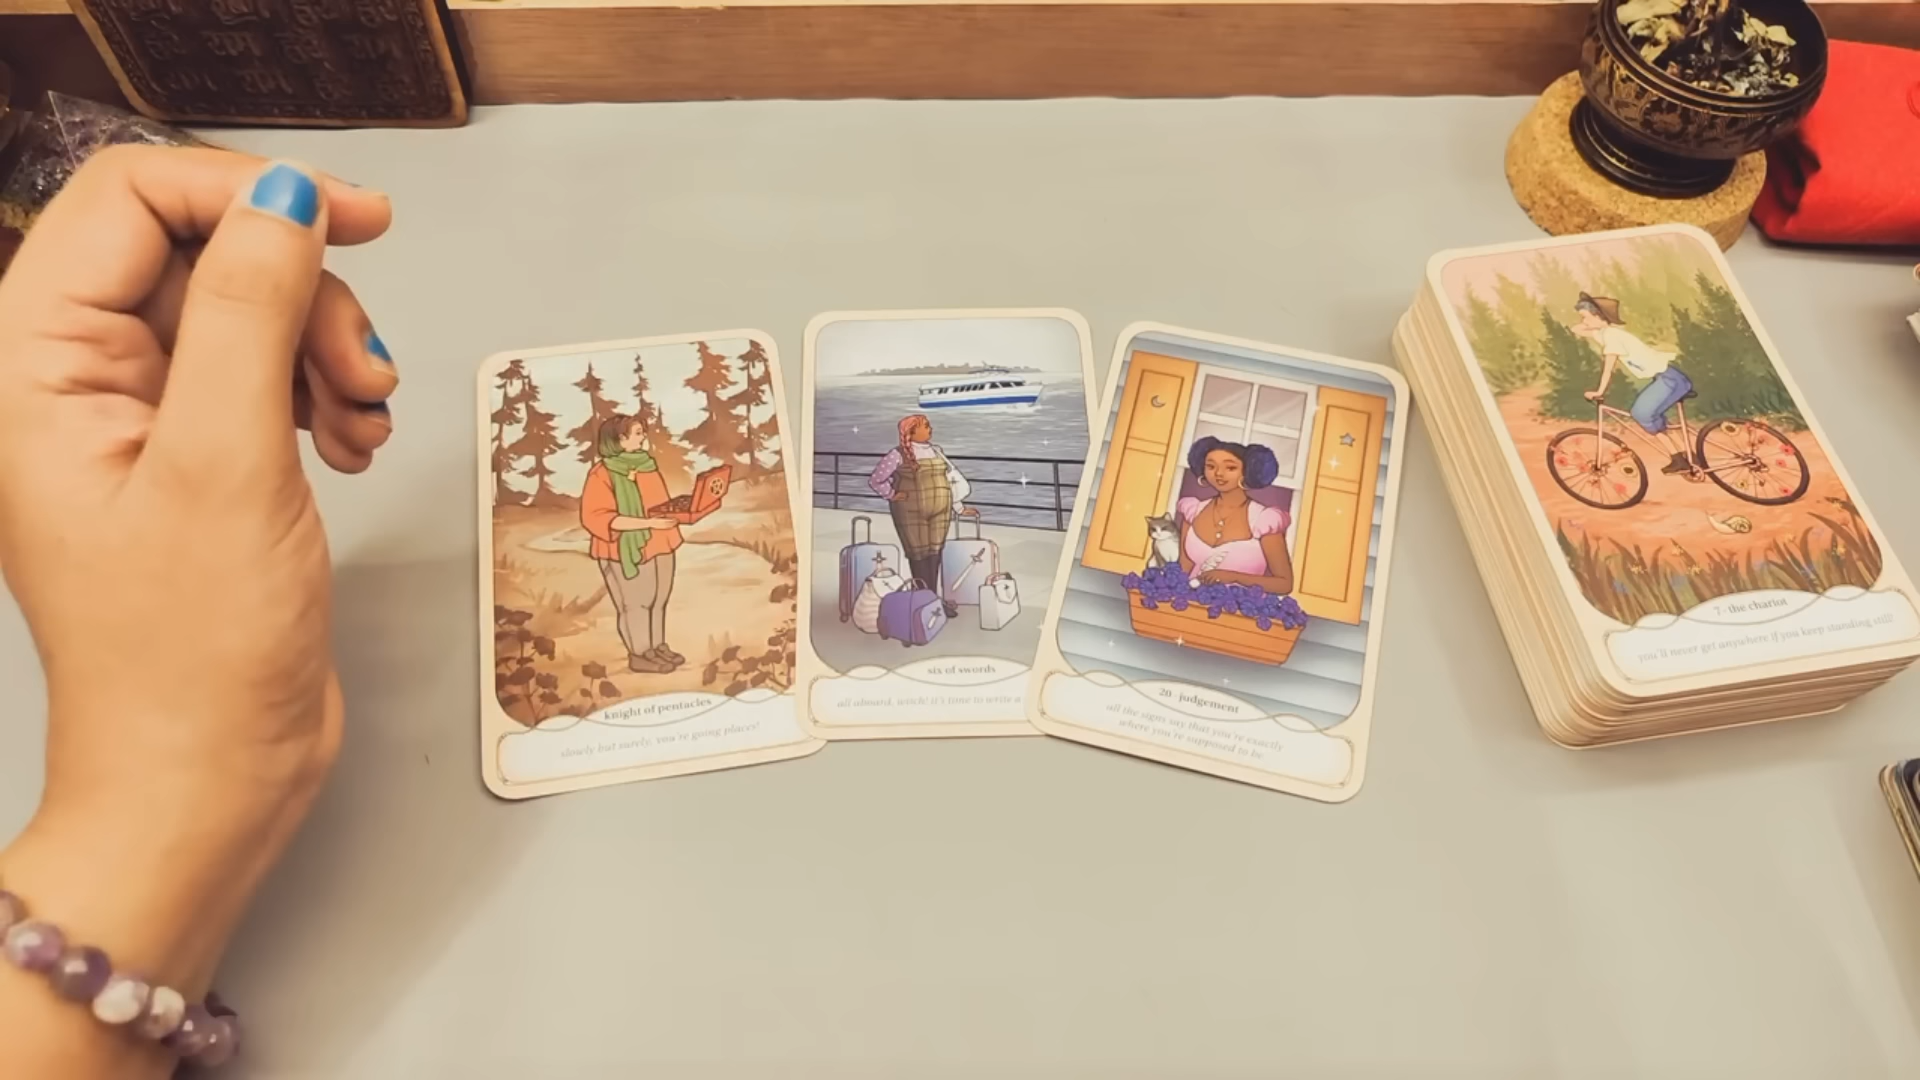 knight of pentacles
slowly but surely, you're going places!
six of swords
all aboard, witch! it's time to write a
20 · judgement
all the signs say that you're exactly
where you're supposed to be.
7 · the chariot
you'll never get anywhere if you keep standing still!